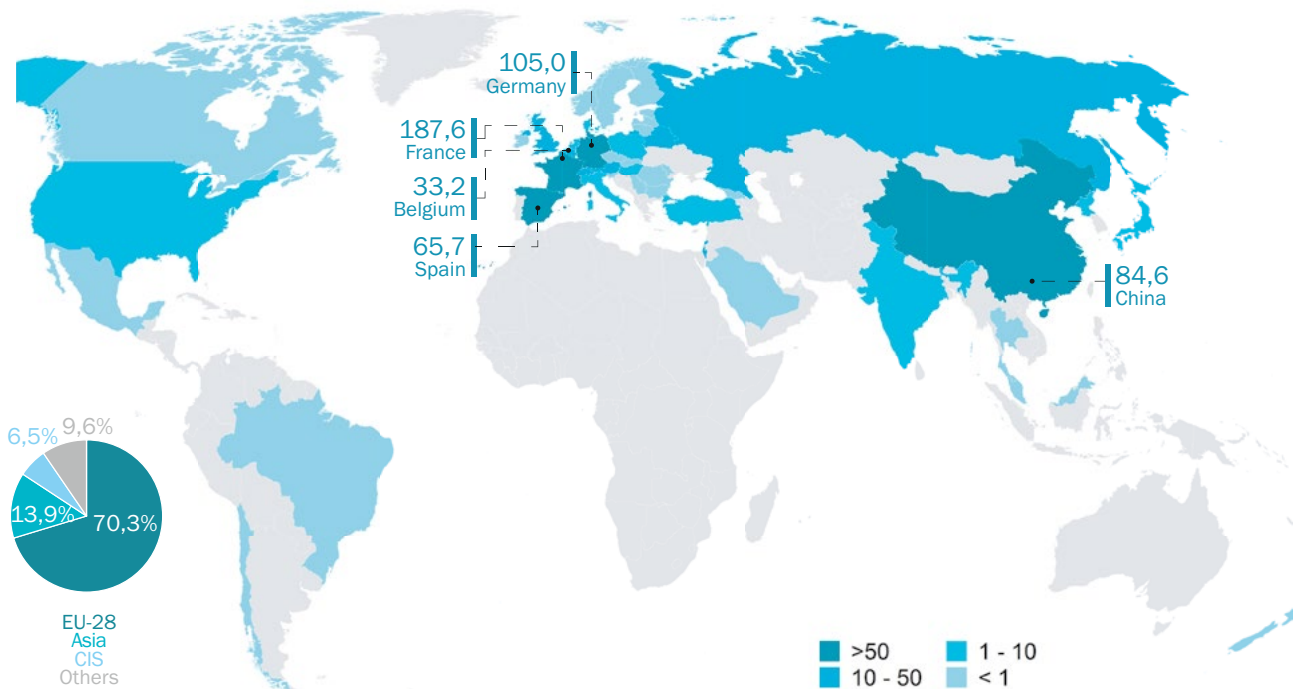 105,0
Germany
187,6
France
33,2
Belgium
65,7
Spain
84,6
China
9,6%
6,5%
13,9%
70,3%
EU-28
Asia
CIS
Others
>50
1 - 10
10 - 50
< 1